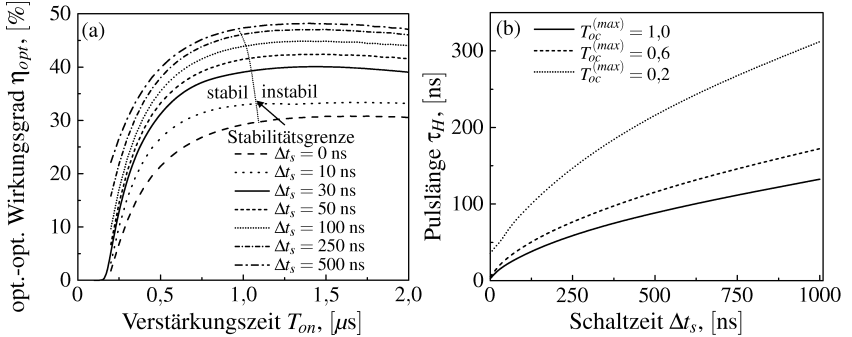 (a)
opt.-opt. Wirkungsgrad η_opt, [%]
50
40
30
20
10
0
stabil
instabil
Stabilitätsgrenze
Δt_s = 0 ns
Δt_s = 10 ns
Δt_s = 30 ns
Δt_s = 50 ns
Δt_s = 100 ns
Δt_s = 250 ns
Δt_s = 500 ns
0
0,5
1,0
1,5
2,0
Verstärkungszeit T_on, [μs]
(b)
Pulslänge τ_H, [ns]
300
200
100
0
T_oc^(max) = 1,0
T_oc^(max) = 0,6
T_oc^(max) = 0,2
0
250
500
750
1000
Schaltzeit Δt_s, [ns]